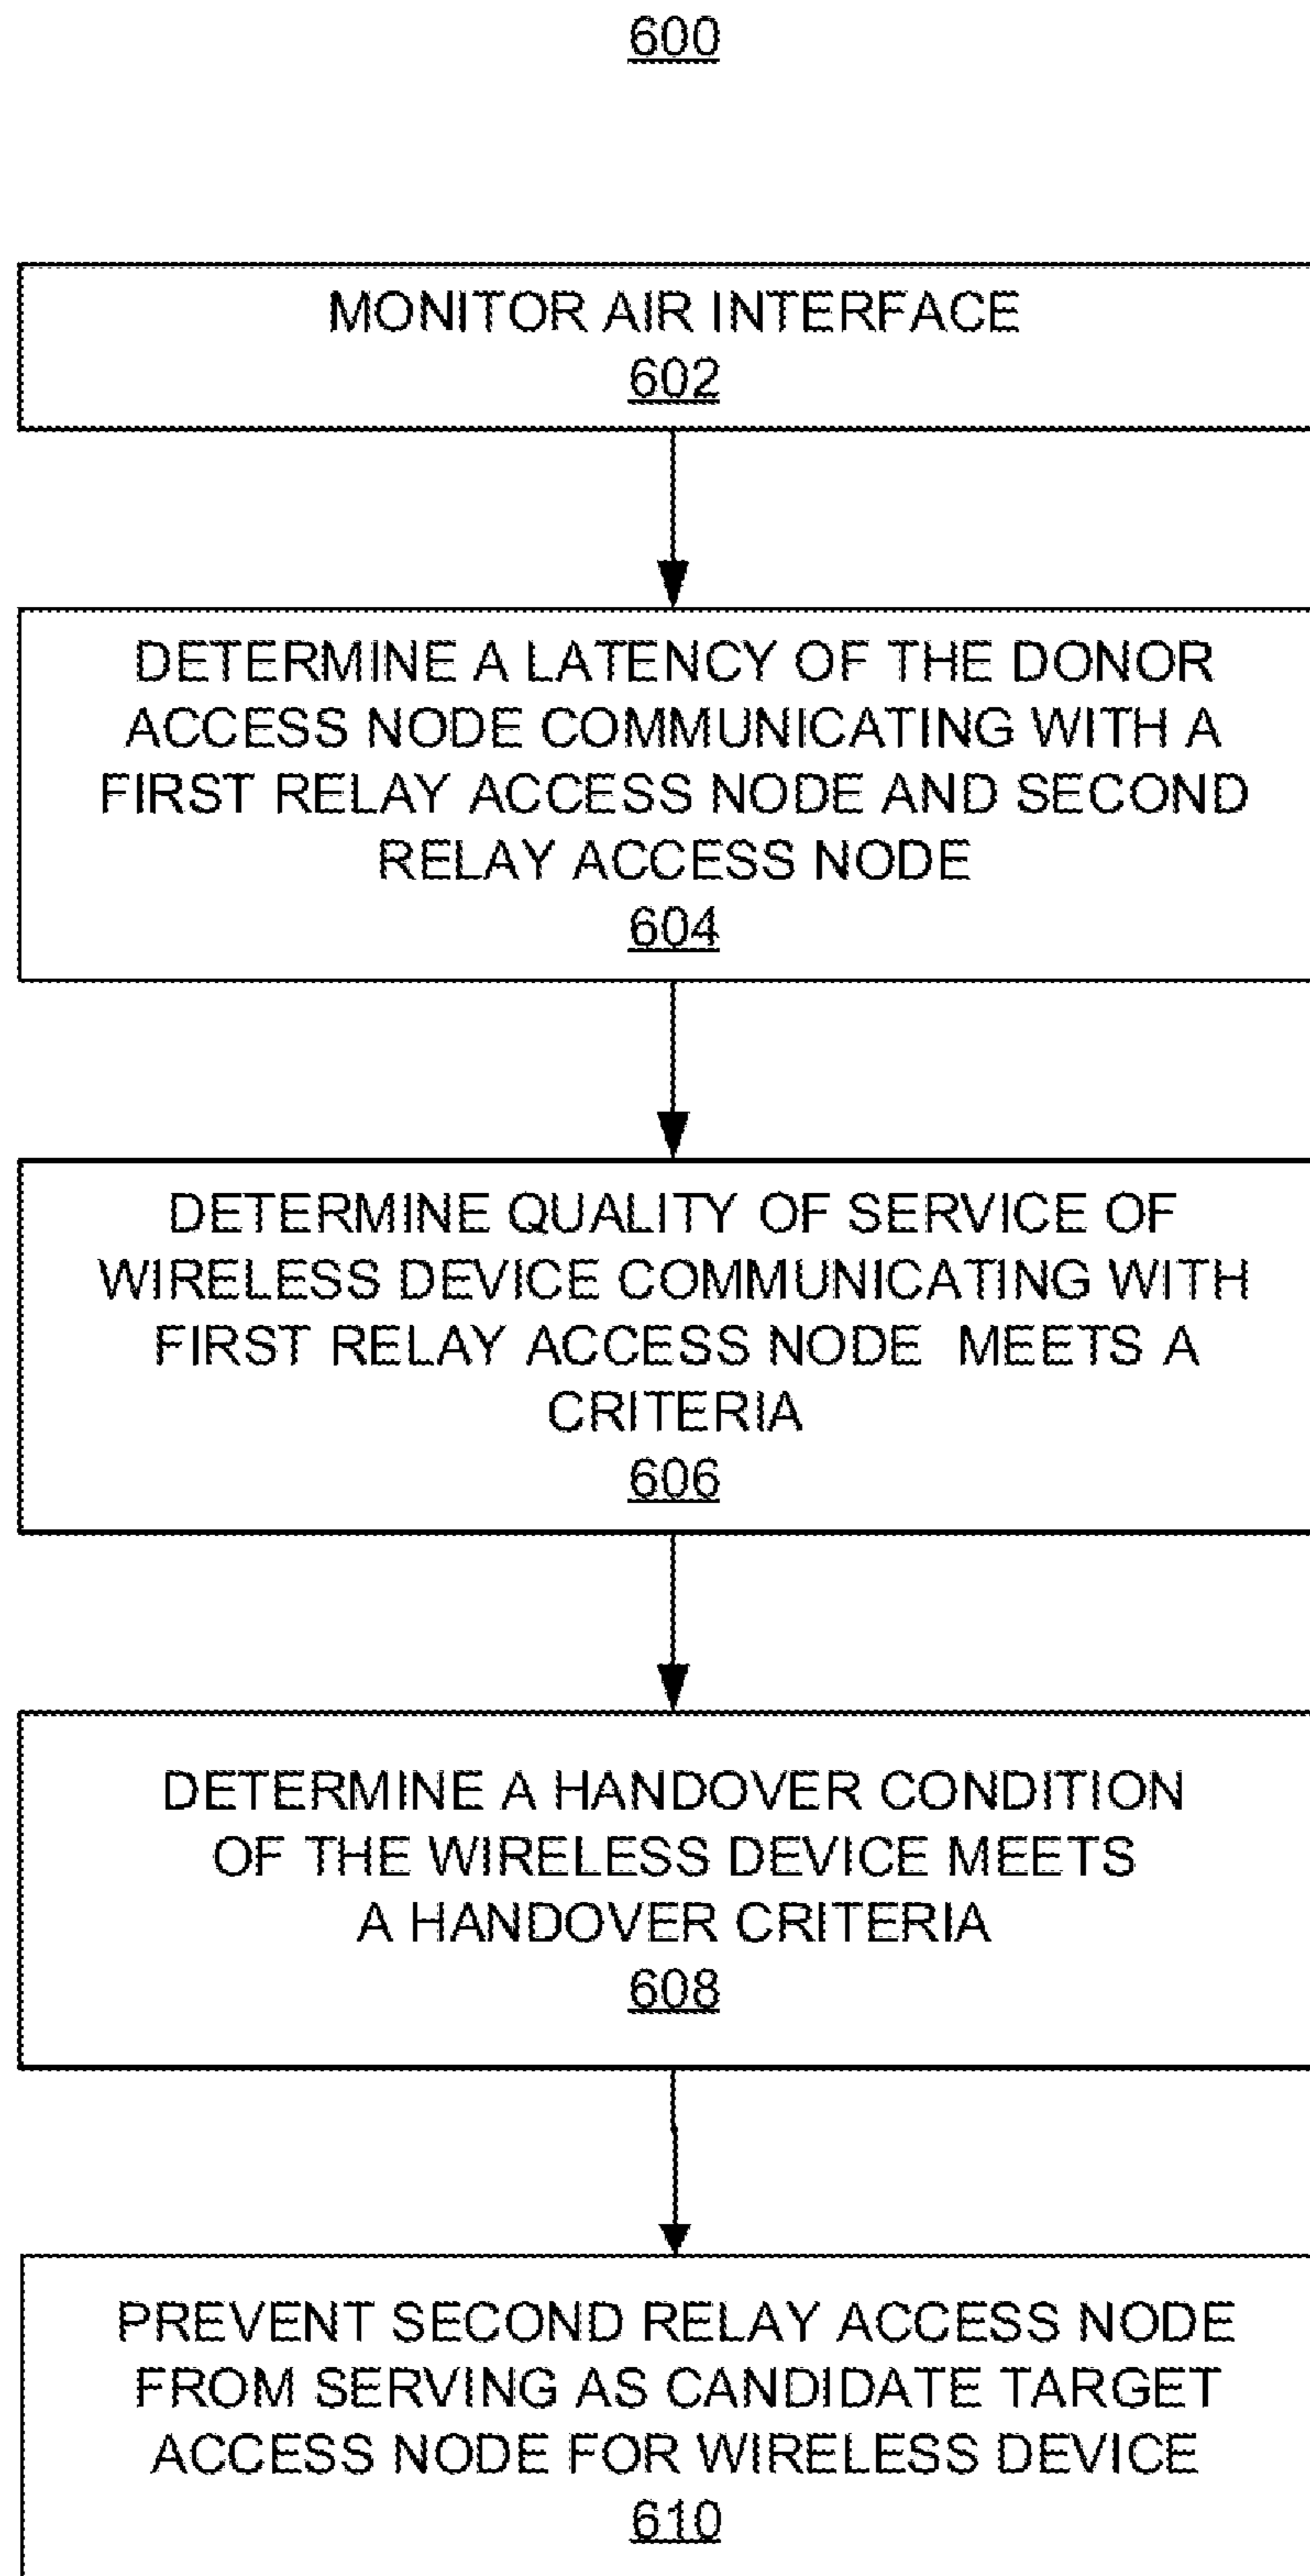 600
MONITOR AIR INTERFACE
602
DETERMINE A LATENCY OF THE DONOR
ACCESS NODE COMMUNICATING WITH A
FIRST RELAY ACCESS NODE AND SECOND
RELAY ACCESS NODE
604
DETERMINE QUALITY OF SERVICE OF
WIRELESS DEVICE COMMUNICATING WITH
FIRST RELAY ACCESS NODE MEETS A
CRITERIA
606
DETERMINE A HANDOVER CONDITION
OF THE WIRELESS DEVICE MEETS
A HANDOVER CRITERIA
608
PREVENT SECOND RELAY ACCESS NODE
FROM SERVING AS CANDIDATE TARGET
ACCESS NODE FOR WIRELESS DEVICE
610